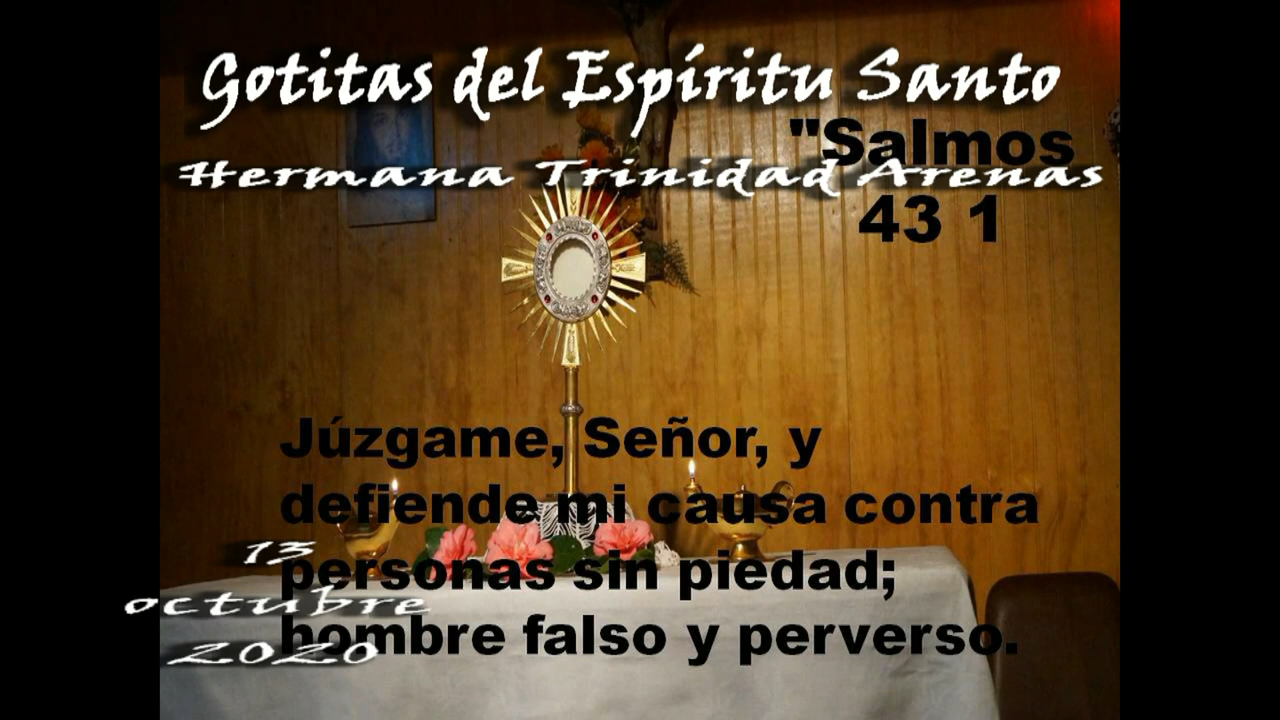 Gotitas del Espíritu Santo
"Salmos
Hermana Trinidad Arenas
43 1
Júzgame, Señor, y
defiende mi causa contra
personas sin piedad;
hombre falso y perverso.
13
octubre
2020